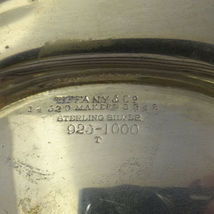 TIFFANY & Co
MAKERS
STERLING SILVER
925-1000
T